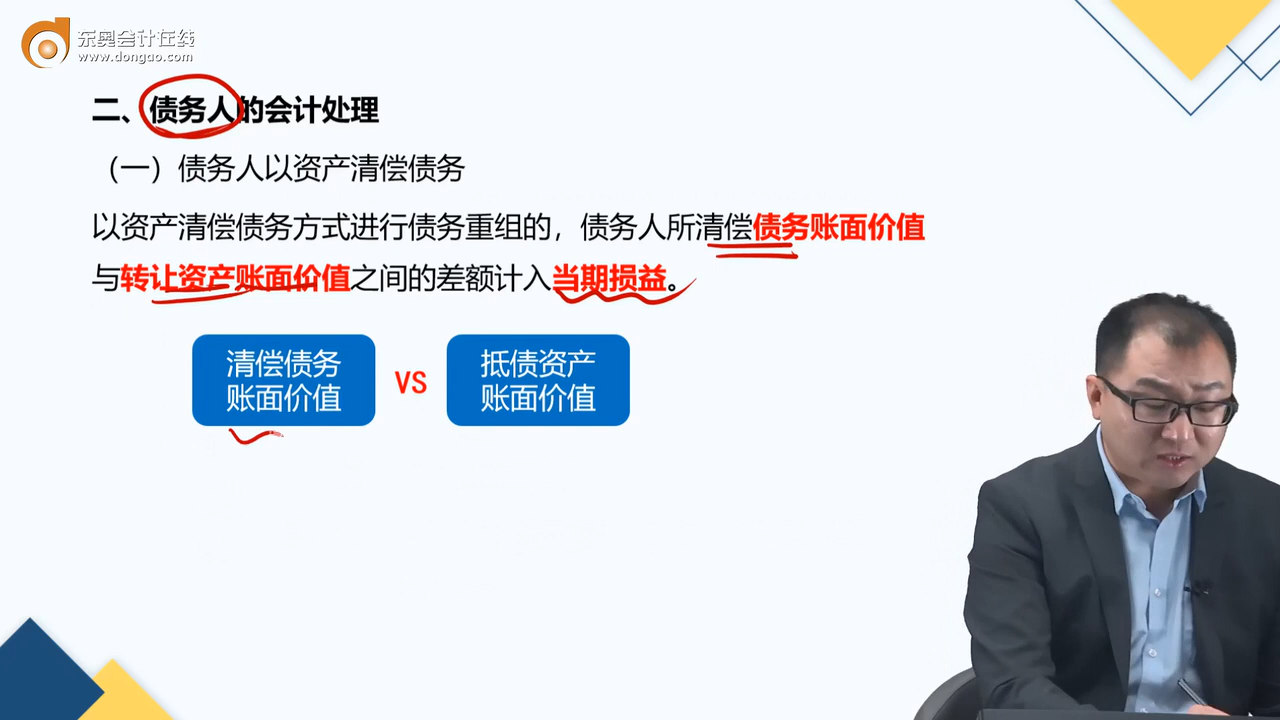 东奥会计在线
www.dongao.com
二、债务人的会计处理
（一）债务人以资产清偿债务
以资产清偿债务方式进行债务重组的，债务人所清偿债务账面价值
与转让资产账面价值之间的差额计入当期损益。
清偿债务
账面价值
VS
抵债资产
账面价值